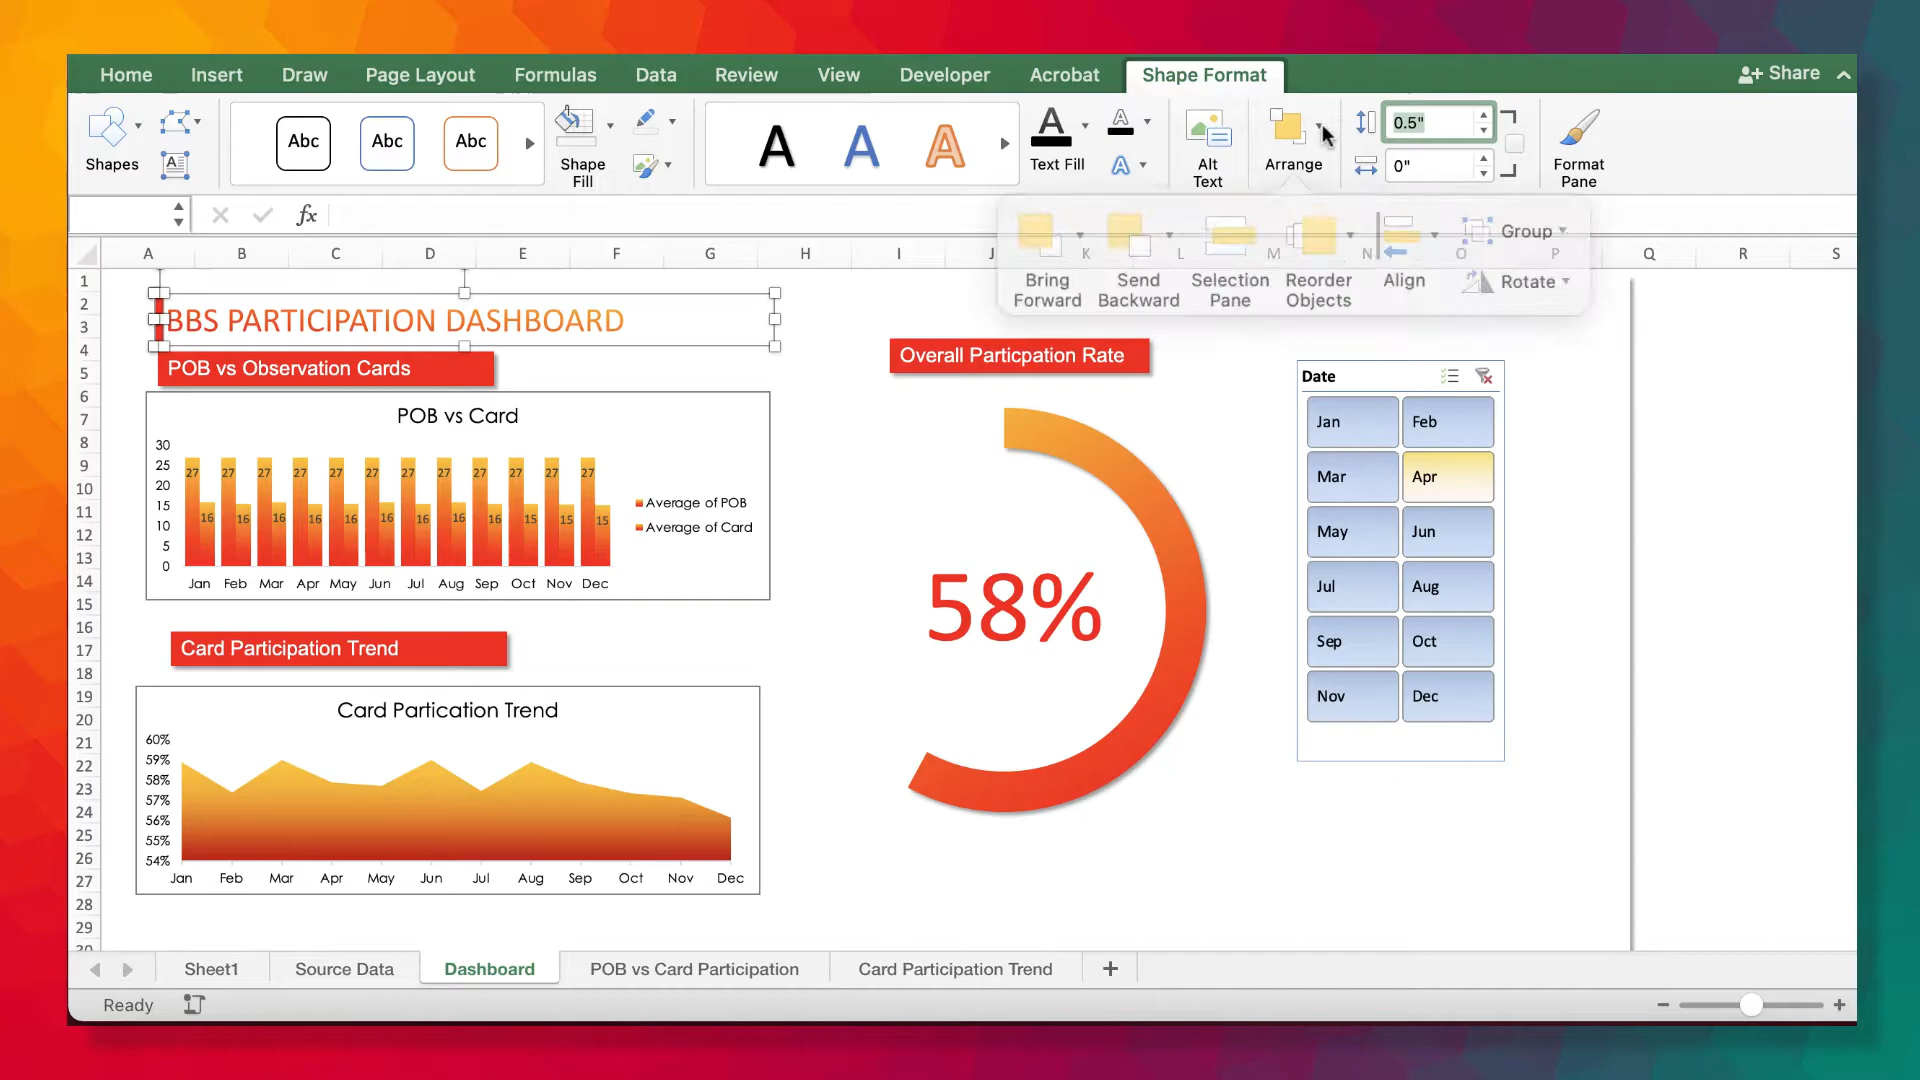 Home Insert Draw Page Layout Formulas Data Review View Developer Acrobat Shape Format Share
Shapes
A
Abc Abc Abc
Shape
Fill
A A A
A
Text Fill
A
A
Alt
Text
Arrange
0.5"
0"
Format
Pane
fx
Bring
Forward
Send
Backward
Selection
Pane
Reorder
Objects
Align
Group
Rotate
A B C D E F G H I J K L M N O P Q R S
1
2
3
4
5
6
7
8
9
10
11
12
13
14
15
16
17
18
19
20
21
22
23
24
25
26
27
28
29
30
BBS PARTICIPATION DASHBOARD
POB vs Observation Cards
POB vs Card
30
25
20
15
10
5
0
27 27 27 27 27 27 27 27 27 27 27 27
16 16 16 16 16 16 16 16 16 15 15 15
Jan Feb Mar Apr May Jun Jul Aug Sep Oct Nov Dec
Average of POB
Average of Card
Card Participation Trend
Card Partication Trend
60%
59%
58%
57%
56%
55%
54%
Jan Feb Mar Apr May Jun Jul Aug Sep Oct Nov Dec
Overall Particpation Rate
58%
Date
Jan Feb
Mar Apr
May Jun
Jul Aug
Sep Oct
Nov Dec
Sheet1 Source Data Dashboard POB vs Card Participation Card Participation Trend +
Ready